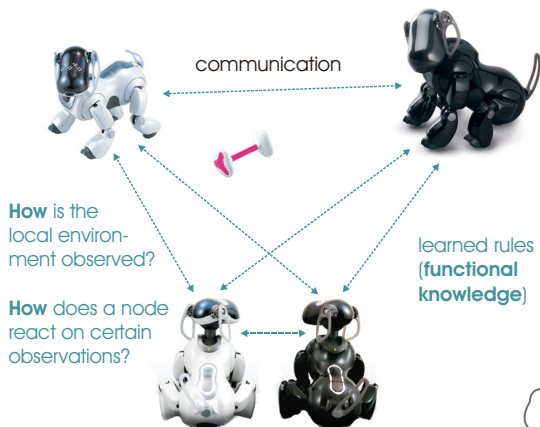 communication
How is the
local environ-
ment observed?
How does a node
react on certain
observations?
learned rules
(functional
knowledge)